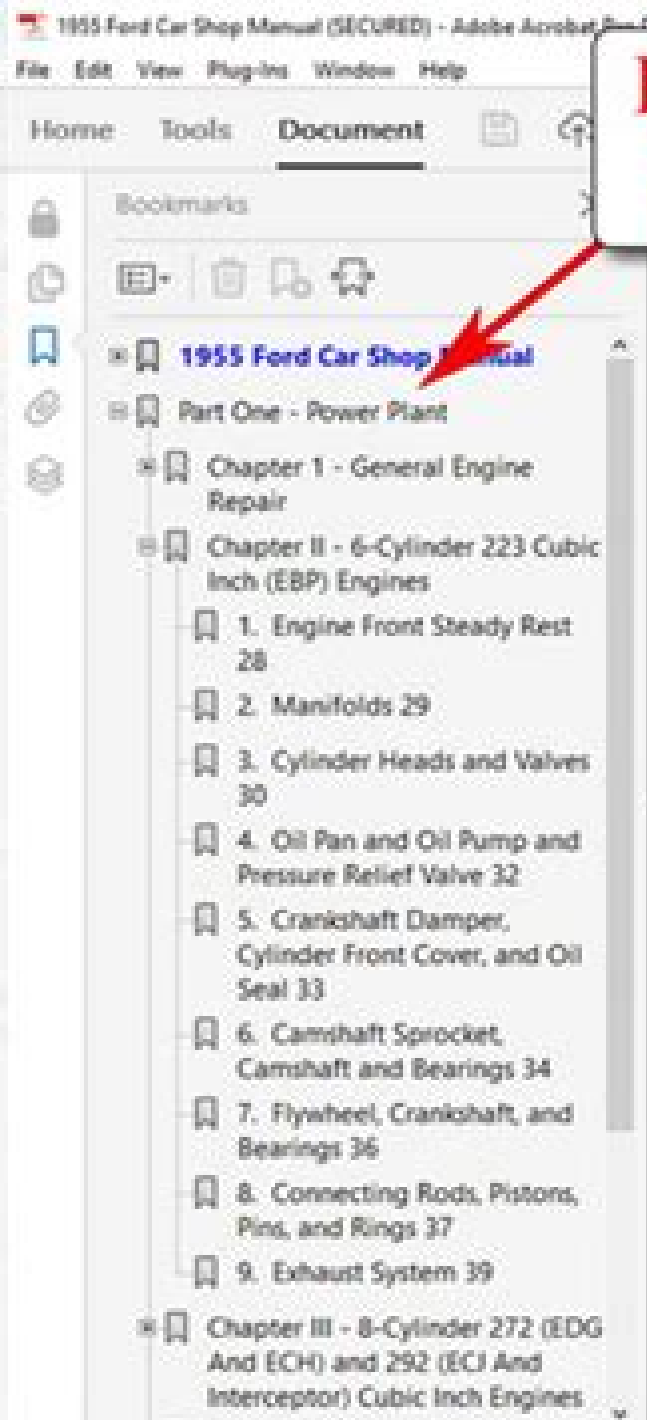 1955 Ford Car Shop Manual (SECURED) - Adobe Acrobat
File Edit View Plug-Ins Window Help
Home Tools Document
Bookmarks
1955 Ford Car Shop Manual
Part One - Power Plant
Chapter 1 - General Engine
Repair
Chapter II - 6-Cylinder 223 Cubic
Inch (EBP) Engines
1. Engine Front Steady Rest
28
2. Manifolds 29
3. Cylinder Heads and Valves
30
4. Oil Pan and Oil Pump and
Pressure Relief Valve 32
5. Crankshaft Damper,
Cylinder Front Cover, and Oil
Seal 33
6. Camshaft Sprocket,
Camshaft and Bearings 34
7. Flywheel, Crankshaft, and
Bearings 36
8. Connecting Rods, Pistons,
Pins, and Rings 37
9. Exhaust System 39
Chapter III - 8-Cylinder 272 (EDG
And ECH) and 292 (ECJ And
Interceptor) Cubic Inch Engines